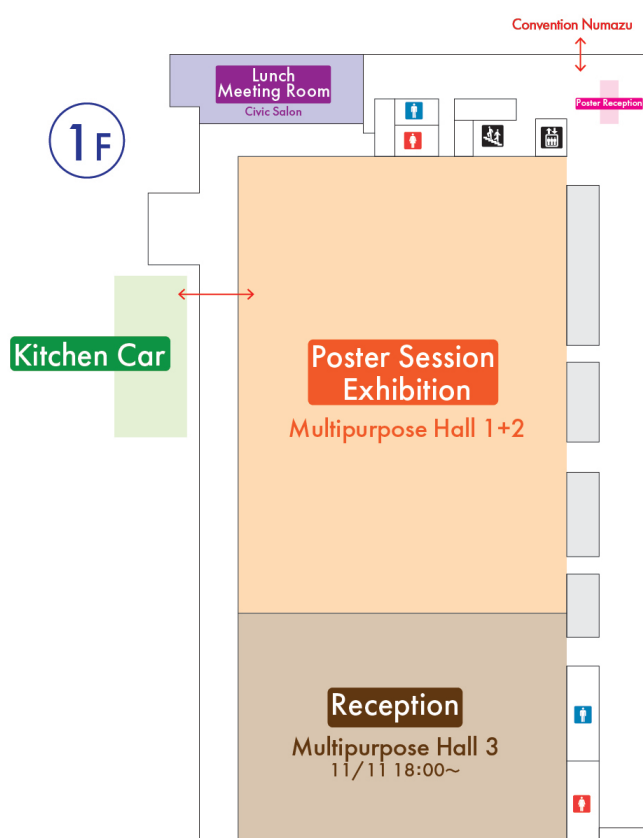 Convention Numazu
Lunch
Meeting Room
Civic Salon
Poster Reception
1F
Kitchen Car
Poster Session
Exhibition
Multipurpose Hall 1+2
Reception
Multipurpose Hall 3
11/11 18:00~